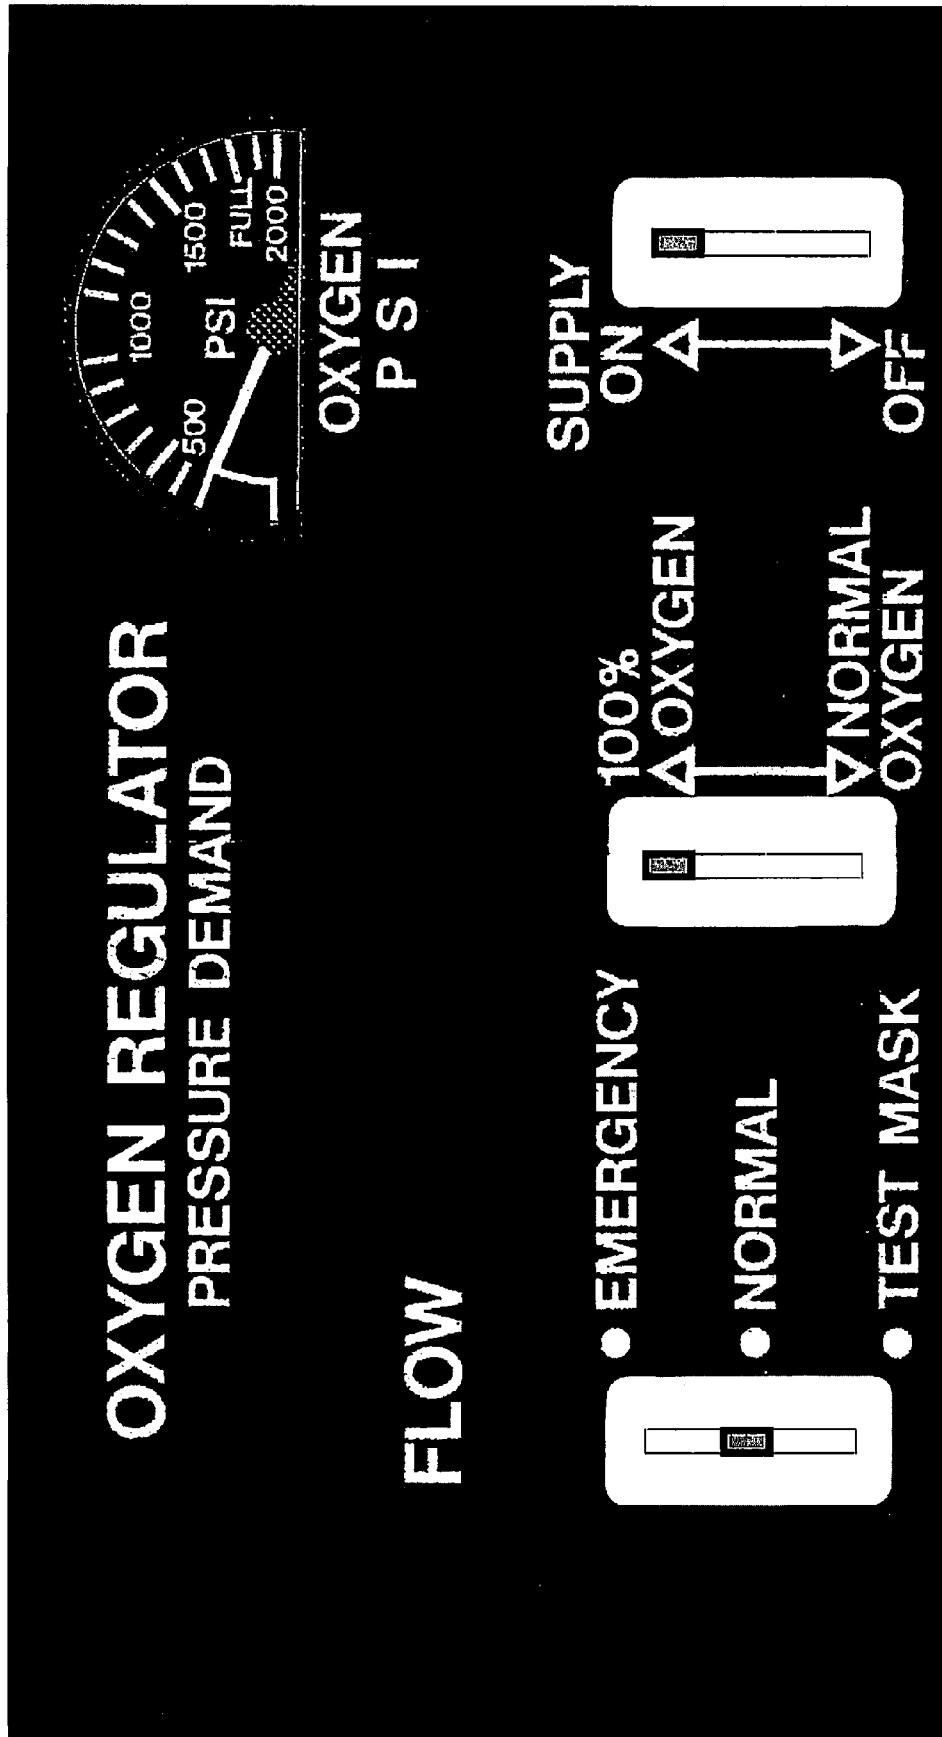 OXYGEN REGULATOR
PRESSURE DEMAND
500
1000
1500
FULL
2000
PSI
OXYGEN
P S I
FLOW
EMERGENCY
NORMAL
TEST MASK
100%
OXYGEN
NORMAL
OXYGEN
SUPPLY
ON
OFF